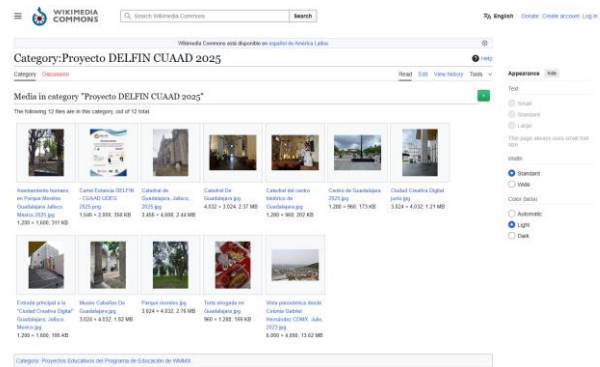 WIKIMEDIA
COMMONS
Search Wikimedia Commons
Search
English
Donate Create account Log in
Wikimedia Commons está disponible en español de América Latina
Category:Proyecto DELFIN CUAAD 2025
Help
Category Discussion
Read Edit View history Tools
Media in category "Proyecto DELFIN CUAAD 2025"
The following 12 files are in this category, out of 12 total.
Asentamiento humano
en Parque Morelos
Guadalajara Jalisco.
México 2025.jpg
1,200 × 1,600; 391 KB
Cartel Estancia DELFIN
- CUAAD UDEG
2025.png
1,545 × 2,000; 358 KB
Catedral de
Guadalajara, Jalisco,
2025.jpg
3,456 × 4,608; 2.44 MB
Catedral De
Guadalajara.jpg
4,032 × 3,024; 2.37 MB
Catedral del centro
histórico de
Guadalajara.jpg
1,280 × 960; 202 KB
Centro de Guadalajara
2025.jpg
1,280 × 960; 173 KB
Ciudad Creativa Digital
junio.jpg
3,024 × 4,032; 1.21 MB
Entrada principal a la
"Ciudad Creativa Digital"
Guadalajara, Jalisco.
Mexico.jpg
1,200 × 1,600; 195 KB
Museo Cabañas De
Guadalajara.jpg
3,024 × 4,032; 1.62 MB
Parque morelos.jpg
3,024 × 4,032; 2.76 MB
Torta ahogada en
Guadalajara.jpg
960 × 1,280; 199 KB
Vista panorámica desde
Colonia Gabriel
Hernández CDMX. Julio,
2023.jpg
6,000 × 4,000; 13.62 MB
Category: Proyectos Educativos del Programa de Educación de WMMX
Appearance hide
Text
Small
Standard
Large
This page always uses small font
size
Width
Standard
Wide
Color (beta)
Automatic
Light
Dark